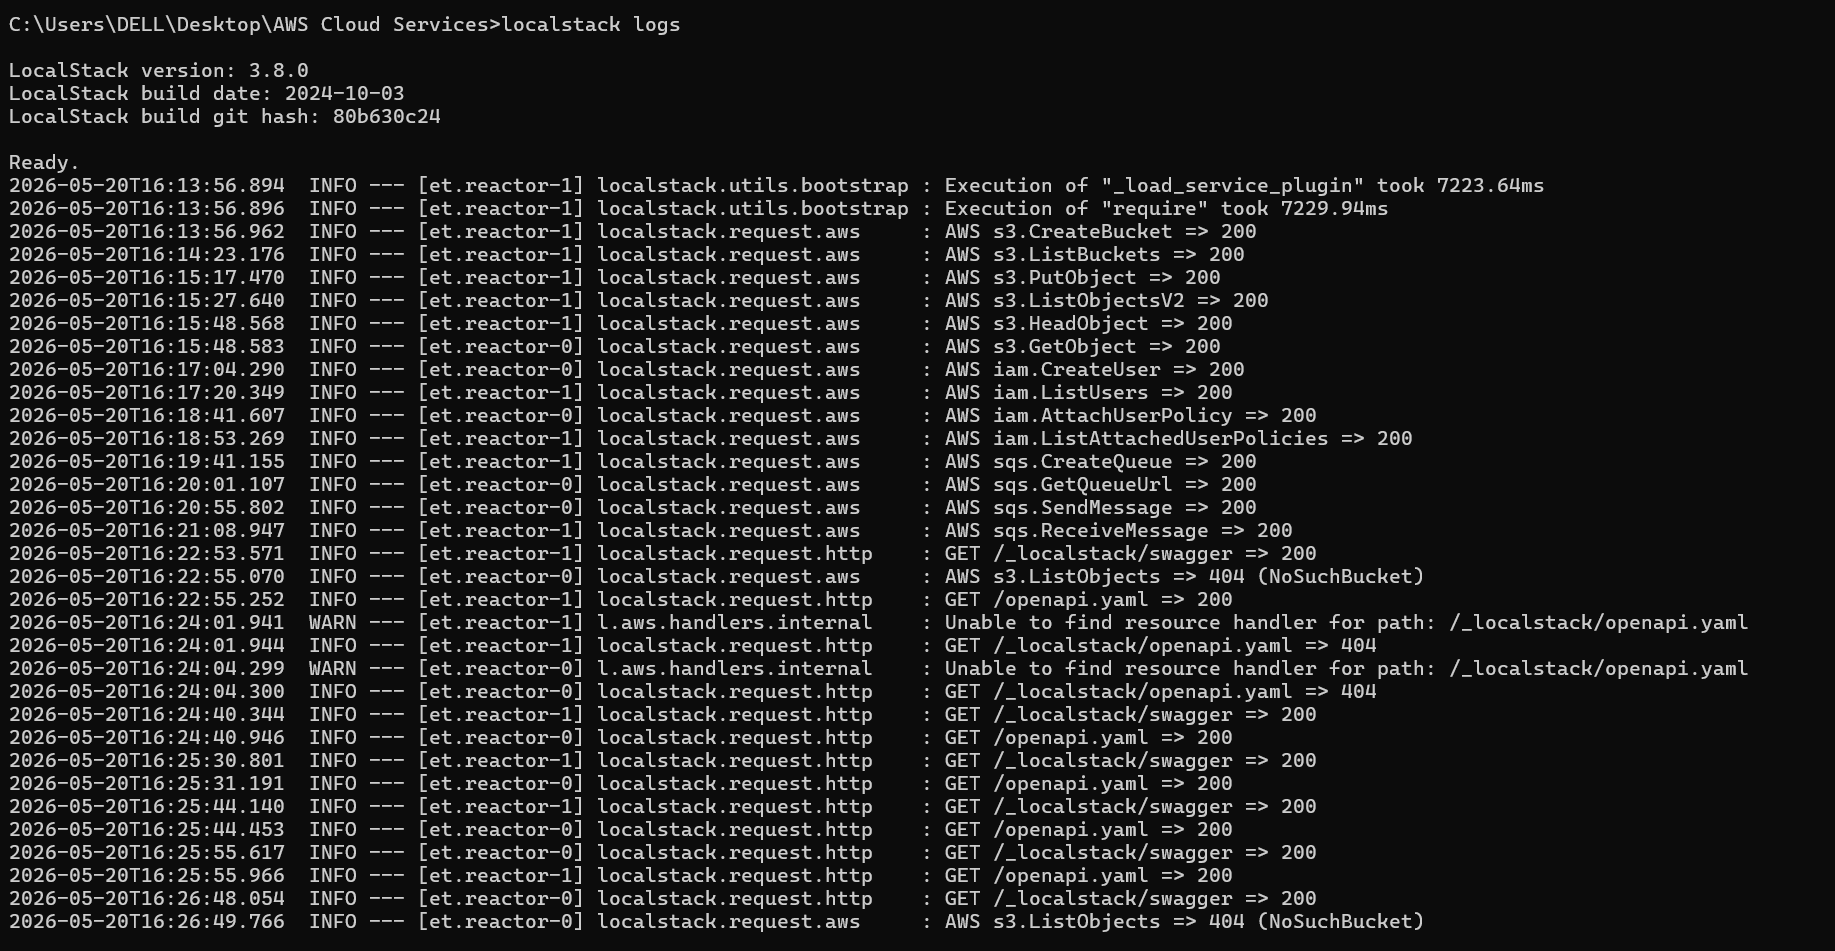 C:\Users\DELL\Desktop\AWS Cloud Services>localstack logs
LocalStack version: 3.8.0
LocalStack build date: 2024-10-03
LocalStack build git hash: 80b630c24
Ready.
2026-05-20T16:13:56.894  INFO --- [et.reactor-1] localstack.utils.bootstrap : Execution of "_load_service_plugin" took 7223.64ms
2026-05-20T16:13:56.896  INFO --- [et.reactor-1] localstack.utils.bootstrap : Execution of "require" took 7229.94ms
2026-05-20T16:13:56.962  INFO --- [et.reactor-1] localstack.request.aws     : AWS s3.CreateBucket => 200
2026-05-20T16:14:23.176  INFO --- [et.reactor-1] localstack.request.aws     : AWS s3.ListBuckets => 200
2026-05-20T16:15:17.470  INFO --- [et.reactor-1] localstack.request.aws     : AWS s3.PutObject => 200
2026-05-20T16:15:27.640  INFO --- [et.reactor-1] localstack.request.aws     : AWS s3.ListObjectsV2 => 200
2026-05-20T16:15:48.568  INFO --- [et.reactor-1] localstack.request.aws     : AWS s3.HeadObject => 200
2026-05-20T16:15:48.583  INFO --- [et.reactor-0] localstack.request.aws     : AWS s3.GetObject => 200
2026-05-20T16:17:04.290  INFO --- [et.reactor-0] localstack.request.aws     : AWS iam.CreateUser => 200
2026-05-20T16:17:20.349  INFO --- [et.reactor-1] localstack.request.aws     : AWS iam.ListUsers => 200
2026-05-20T16:18:41.607  INFO --- [et.reactor-0] localstack.request.aws     : AWS iam.AttachUserPolicy => 200
2026-05-20T16:18:53.269  INFO --- [et.reactor-1] localstack.request.aws     : AWS iam.ListAttachedUserPolicies => 200
2026-05-20T16:19:41.155  INFO --- [et.reactor-1] localstack.request.aws     : AWS sqs.CreateQueue => 200
2026-05-20T16:20:01.107  INFO --- [et.reactor-0] localstack.request.aws     : AWS sqs.GetQueueUrl => 200
2026-05-20T16:20:55.802  INFO --- [et.reactor-0] localstack.request.aws     : AWS sqs.SendMessage => 200
2026-05-20T16:21:08.947  INFO --- [et.reactor-1] localstack.request.aws     : AWS sqs.ReceiveMessage => 200
2026-05-20T16:22:53.571  INFO --- [et.reactor-1] localstack.request.http    : GET /_localstack/swagger => 200
2026-05-20T16:22:55.070  INFO --- [et.reactor-0] localstack.request.aws     : AWS s3.ListObjects => 404 (NoSuchBucket)
2026-05-20T16:22:55.252  INFO --- [et.reactor-1] localstack.request.http    : GET /openapi.yaml => 200
2026-05-20T16:24:01.941  WARN --- [et.reactor-1] l.aws.handlers.internal    : Unable to find resource handler for path: /_localstack/openapi.yaml
2026-05-20T16:24:01.944  INFO --- [et.reactor-1] localstack.request.http    : GET /_localstack/openapi.yaml => 404
2026-05-20T16:24:04.299  WARN --- [et.reactor-0] l.aws.handlers.internal    : Unable to find resource handler for path: /_localstack/openapi.yaml
2026-05-20T16:24:04.300  INFO --- [et.reactor-0] localstack.request.http    : GET /_localstack/openapi.yaml => 404
2026-05-20T16:24:40.344  INFO --- [et.reactor-1] localstack.request.http    : GET /_localstack/swagger => 200
2026-05-20T16:24:40.946  INFO --- [et.reactor-0] localstack.request.http    : GET /openapi.yaml => 200
2026-05-20T16:25:30.801  INFO --- [et.reactor-1] localstack.request.http    : GET /_localstack/swagger => 200
2026-05-20T16:25:31.191  INFO --- [et.reactor-0] localstack.request.http    : GET /openapi.yaml => 200
2026-05-20T16:25:44.140  INFO --- [et.reactor-1] localstack.request.http    : GET /_localstack/swagger => 200
2026-05-20T16:25:44.453  INFO --- [et.reactor-0] localstack.request.http    : GET /openapi.yaml => 200
2026-05-20T16:25:55.617  INFO --- [et.reactor-0] localstack.request.http    : GET /_localstack/swagger => 200
2026-05-20T16:25:55.966  INFO --- [et.reactor-1] localstack.request.http    : GET /openapi.yaml => 200
2026-05-20T16:26:48.054  INFO --- [et.reactor-0] localstack.request.http    : GET /_localstack/swagger => 200
2026-05-20T16:26:49.766  INFO --- [et.reactor-0] localstack.request.aws     : AWS s3.ListObjects => 404 (NoSuchBucket)